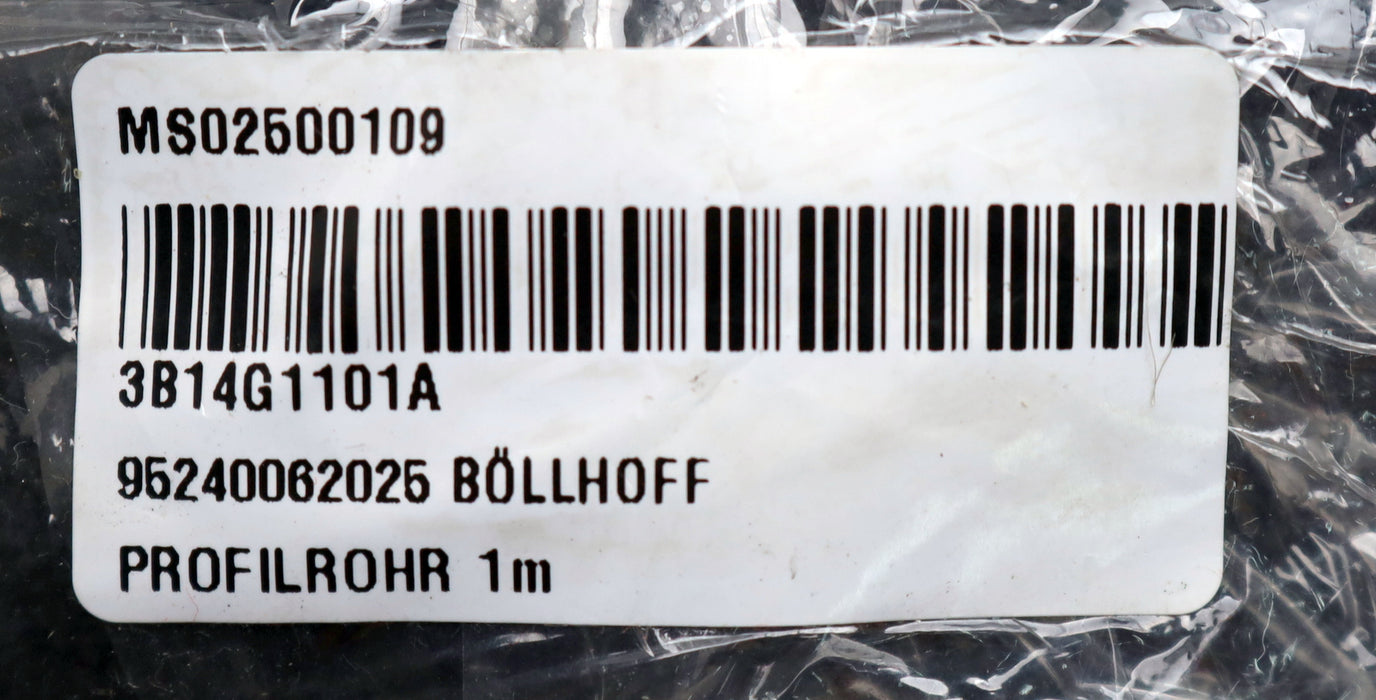 MS02500109
3B14G1101A
95240062025 BÖLLHOFF
PROFILROHR 1m